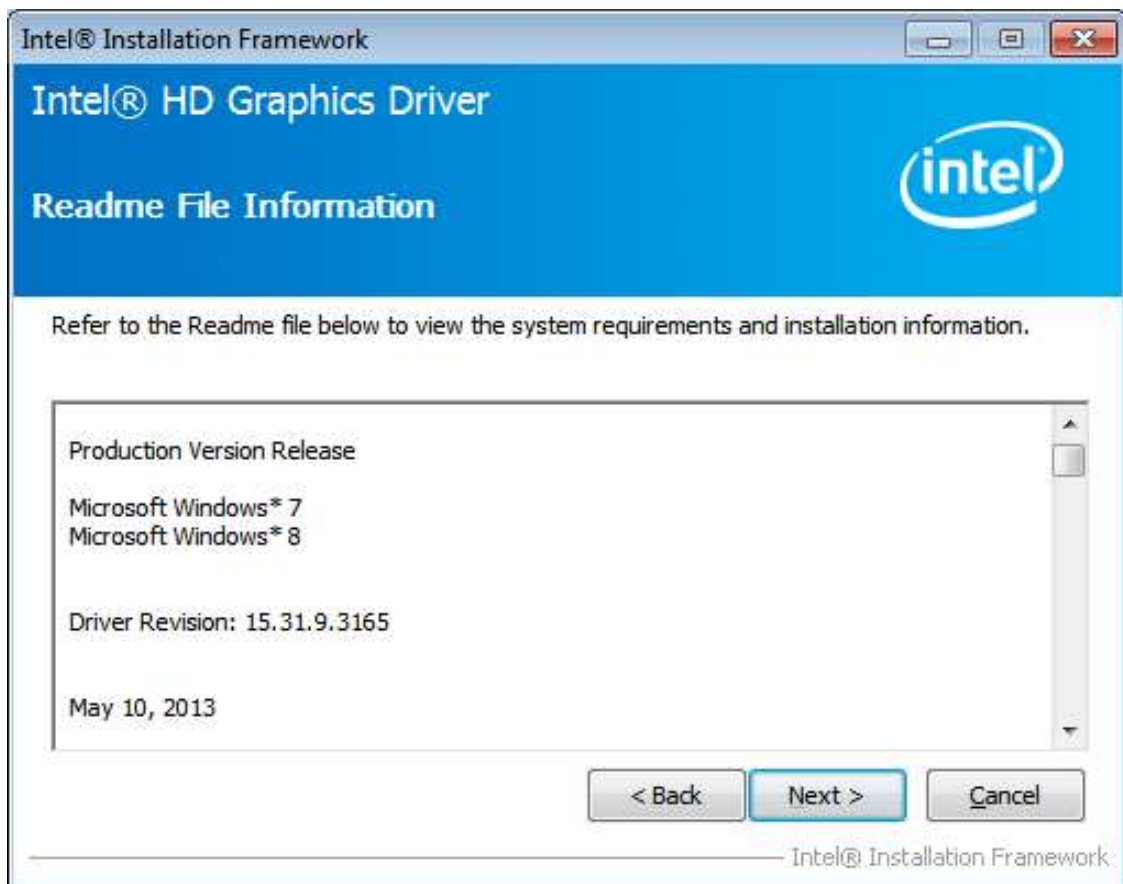 Intel® Installation Framework
Intel® HD Graphics Driver
intel
Readme File Information
Refer to the Readme file below to view the system requirements and installation information.
Production Version Release
Microsoft Windows* 7
Microsoft Windows* 8
Driver Revision: 15.31.9.3165
May 10, 2013
< Back
Next >
Cancel
Intel® Installation Framework